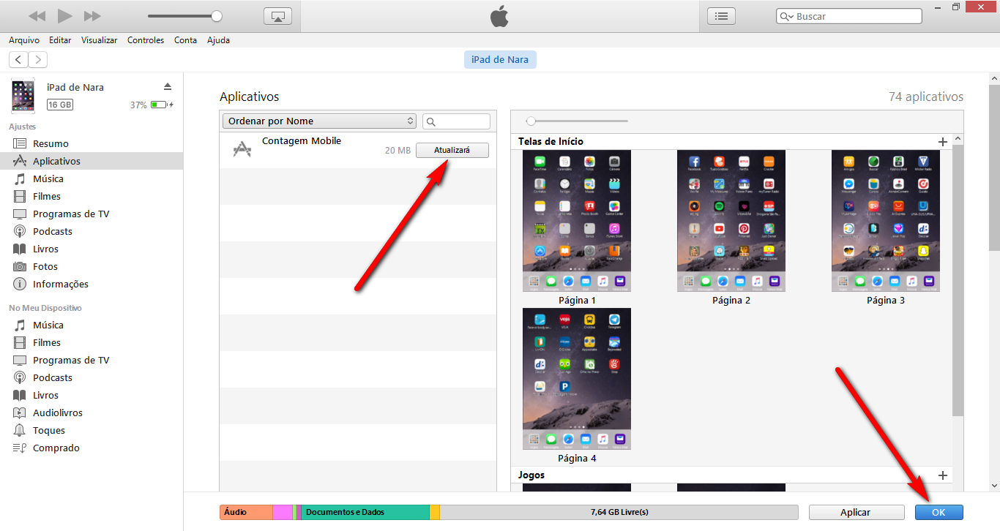 Buscar
Arquivo Editar Visualizar Controles Conta Ajuda
iPad de Nara
iPad de Nara
16 GB
37%
Ajustes
Resumo
Aplicativos
Música
Filmes
Programas de TV
Podcasts
Livros
Fotos
Informações
No Meu Dispositivo
Música
Filmes
Programas de TV
Podcasts
Livros
Audiolivros
Toques
Comprado
Aplicativos
74 aplicativos
Ordenar por Nome
Contagem Mobile
20 MB
Atualizará
Telas de Início
Página 1
Página 2
Página 3
Página 4
Jogos
Áudio
Documentos e Dados
7,64 GB Livre(s)
Aplicar
OK